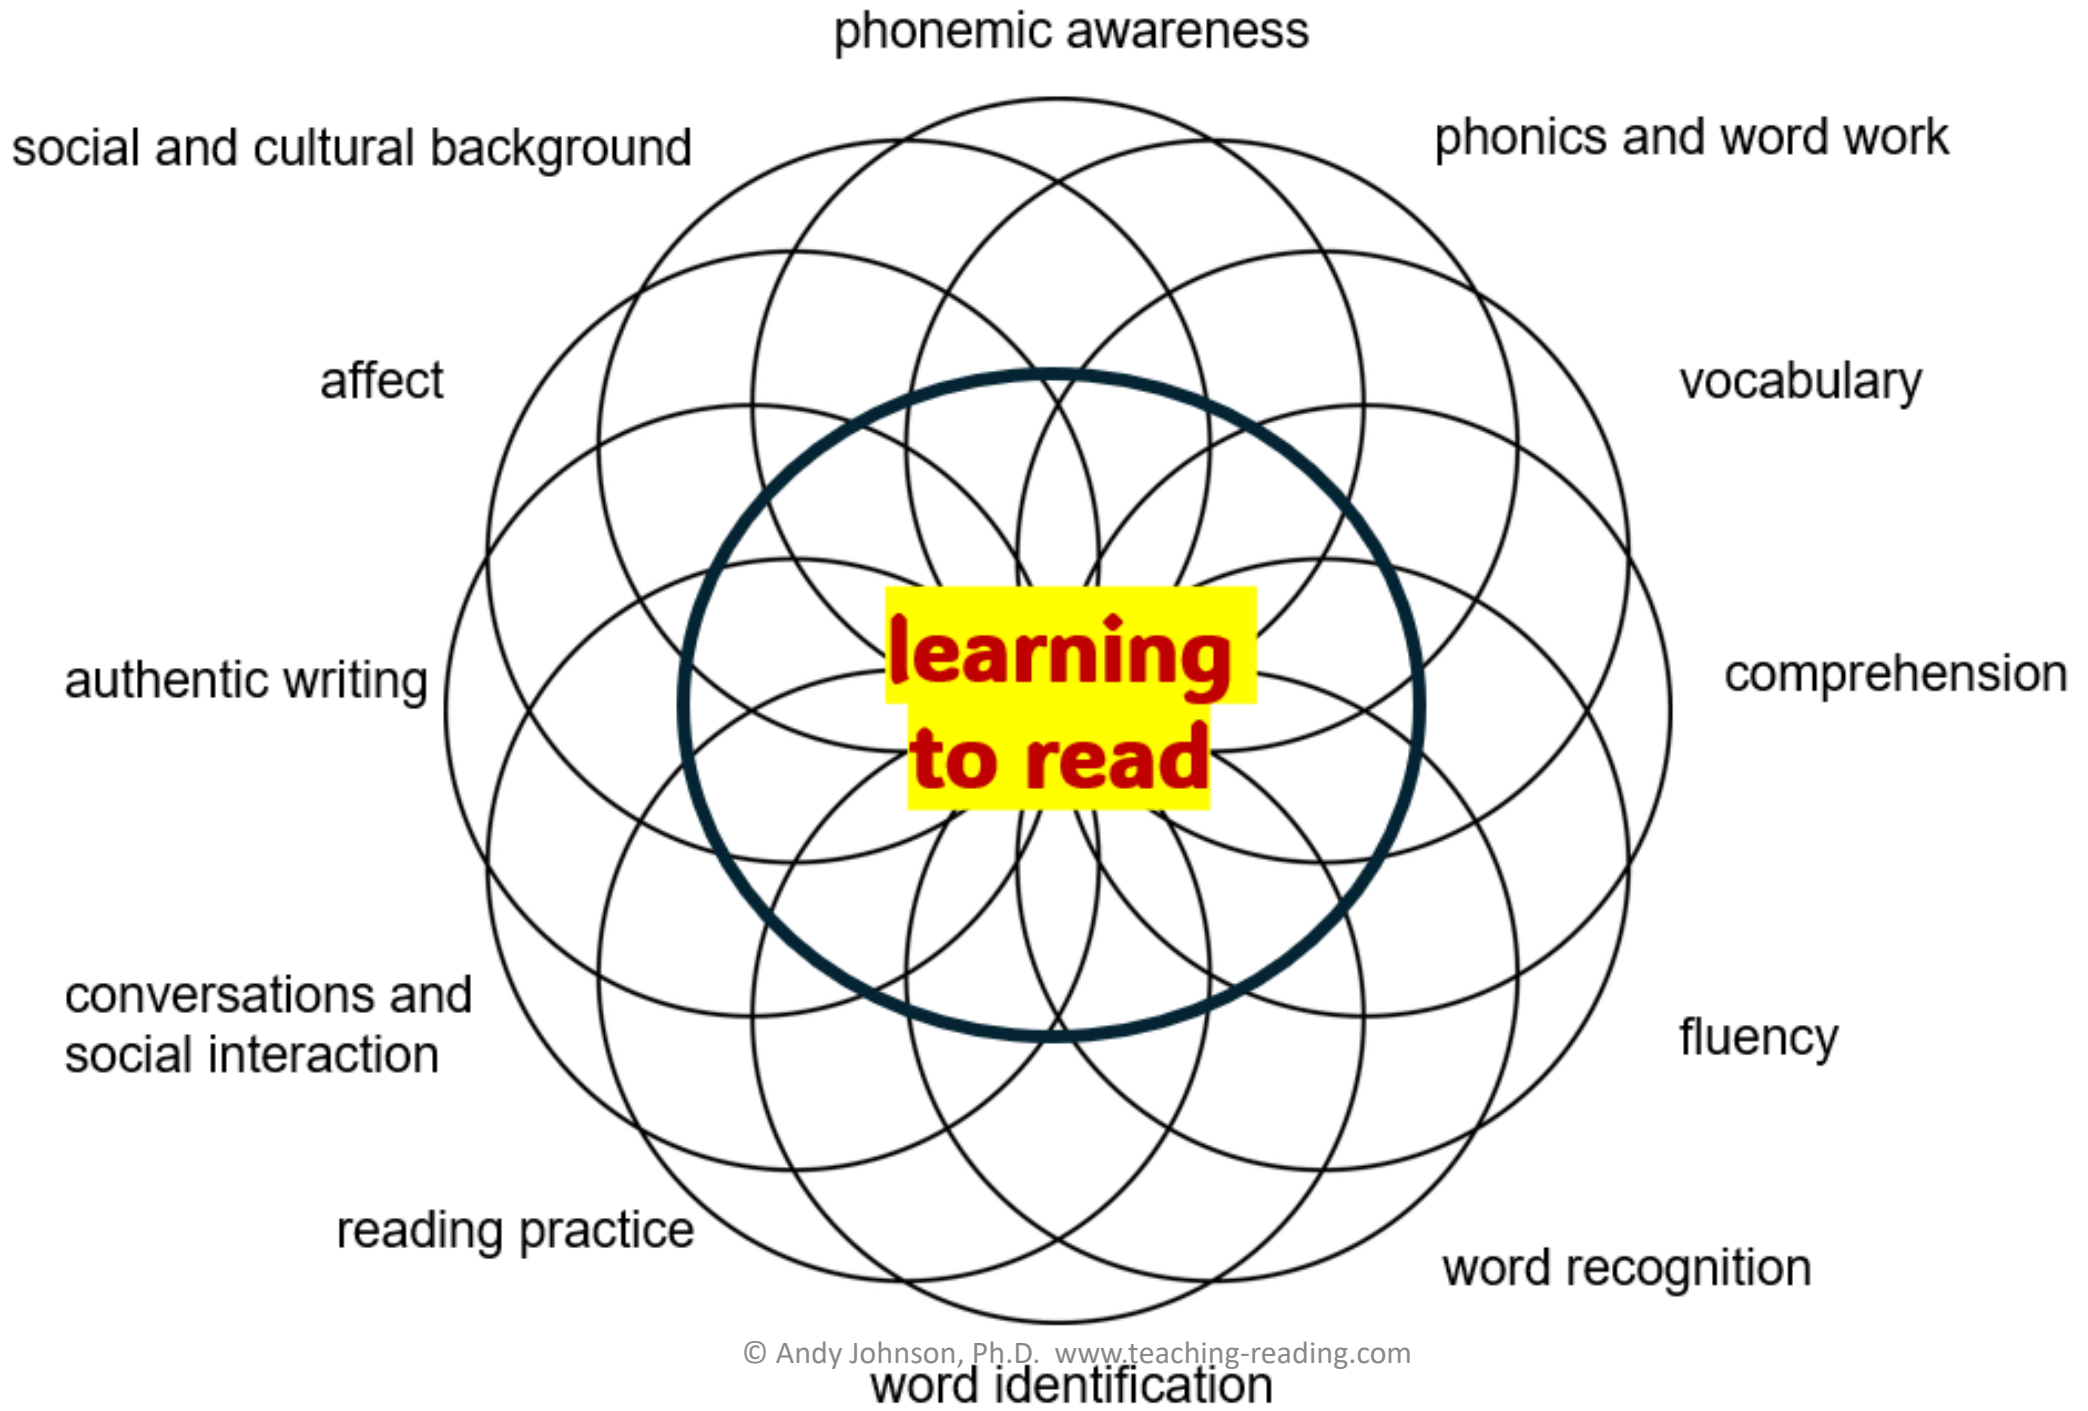 phonemic awareness
social and cultural background
phonics and word work
affect
vocabulary
learning
to read
authentic writing
comprehension
conversations and
social interaction
fluency
reading practice
word recognition
© Andy Johnson, Ph.D. www.teaching-reading.com
word identification